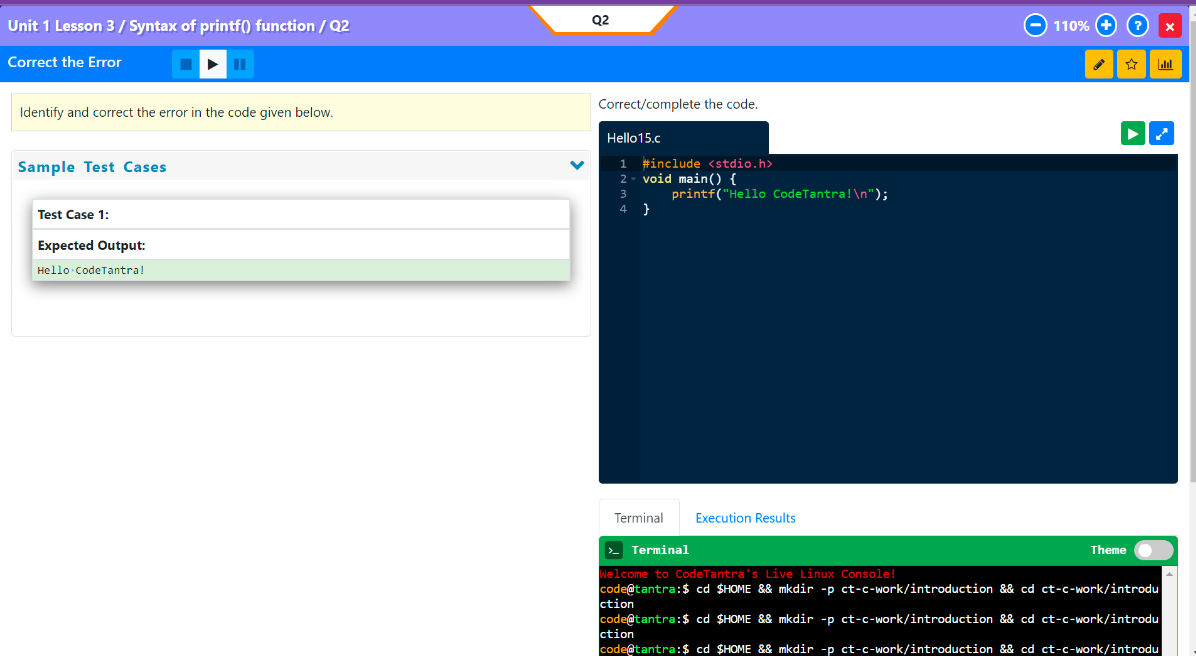 Unit 1 Lesson 3 / Syntax of printf() function / Q2
Q2
110%
?
Correct the Error
Identify and correct the error in the code given below.
Sample Test Cases
Test Case 1:
Expected Output:
Hello·CodeTantra!
Correct/complete the code.
Hello15.c
1 #include <stdio.h>
2 void main() {
3     printf("Hello CodeTantra!\n");
4 }
Terminal
Execution Results
Terminal
Theme
Welcome to CodeTantra's Live Linux Console!
code@tantra:$ cd $HOME && mkdir -p ct-c-work/introduction && cd ct-c-work/introdu
ction
code@tantra:$ cd $HOME && mkdir -p ct-c-work/introduction && cd ct-c-work/introdu
ction
code@tantra:$ cd $HOME && mkdir -p ct-c-work/introduction && cd ct-c-work/introdu